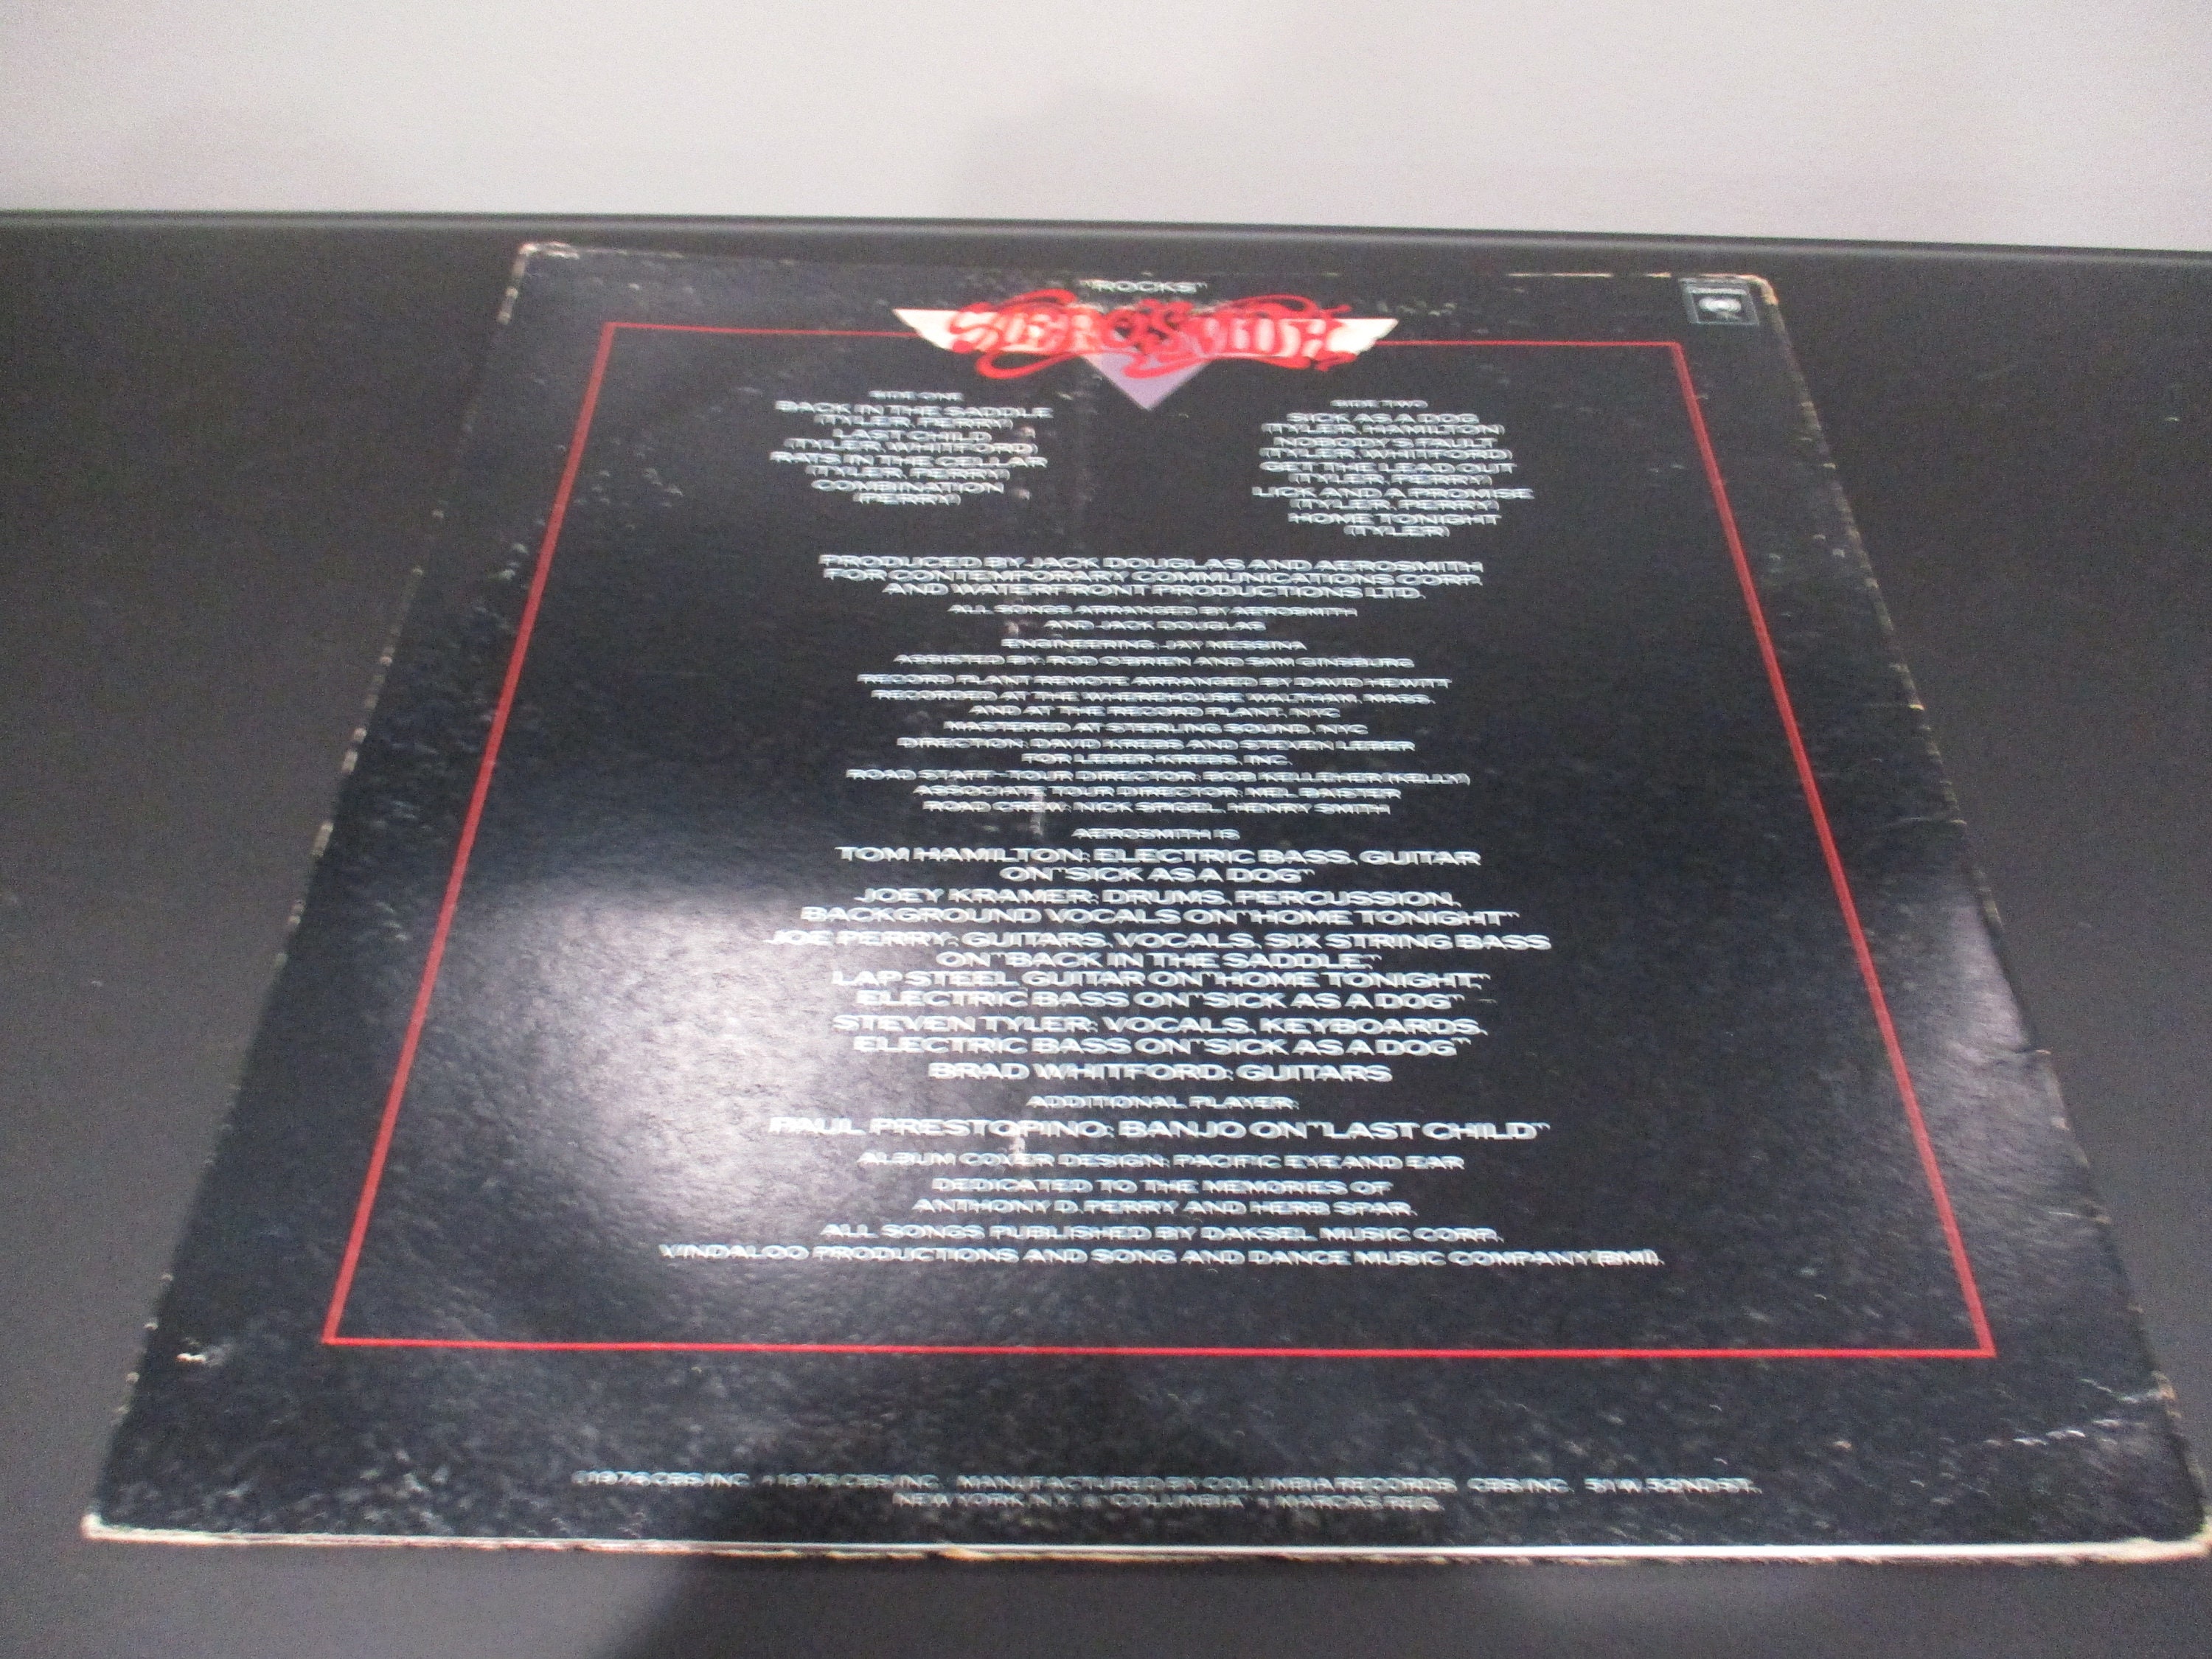 "ROCKS"
AEROSMITH
SIDE ONE
BACK IN THE SADDLE
(TYLER, PERRY)
LAST CHILD
(TYLER, WHITFORD)
RATS IN THE CELLAR
(TYLER, PERRY)
COMBINATION
(PERRY)
SIDE TWO
SICK AS A DOG
(TYLER, HAMILTON)
NOBODY'S FAULT
(TYLER, WHITFORD)
GET THE LEAD OUT
(TYLER, PERRY)
LICK AND A PROMISE
(TYLER, PERRY)
HOME TONIGHT
(TYLER)
PRODUCED BY JACK DOUGLAS AND AEROSMITH
FOR CONTEMPORARY COMMUNICATIONS CORP.
AND WATERFRONT PRODUCTIONS LTD.
ALL SONGS ARRANGED BY AEROSMITH
AND JACK DOUGLAS
ENGINEERING: JAY MESSINA
ASSISTED BY: ROD O'BRIEN AND SAM GINSBURG
RECORD PLANT REMOTE ARRANGED BY DAVID HEWITT
RECORDED AT THE WHEREHOUSE WALTHAM, MASS.
AND AT THE RECORD PLANT, NYC
MASTERED AT STERLING SOUND, NYC
DIRECTION: DAVID KREBS AND STEVEN LEBER
FOR LEBER-KREBS, INC.
ROAD STAFF-TOUR DIRECTOR: BOB KELLEHER (KELLY)
ASSOCIATE TOUR DIRECTOR: MEL BAISTER
ROAD CREW: NICK SPIGEL, HENRY SMITH
AEROSMITH IS
TOM HAMILTON: ELECTRIC BASS, GUITAR
ON "SICK AS A DOG"
JOEY KRAMER: DRUMS, PERCUSSION,
BACKGROUND VOCALS ON "HOME TONIGHT"
JOE PERRY: GUITARS, VOCALS, SIX STRING BASS
ON "BACK IN THE SADDLE,"
LAP STEEL GUITAR ON "HOME TONIGHT,"
ELECTRIC BASS ON "SICK AS A DOG"
STEVEN TYLER: VOCALS, KEYBOARDS,
ELECTRIC BASS ON "SICK AS A DOG"
BRAD WHITFORD: GUITARS
ADDITIONAL PLAYER:
PAUL PRESTOPINO: BANJO ON "LAST CHILD"
ALBUM COVER DESIGN: PACIFIC EYE AND EAR
DEDICATED TO THE MEMORIES OF
ANTHONY D. PERRY AND HERB SPAR.
ALL SONGS PUBLISHED BY DAKSEL MUSIC CORP.
VINDALOO PRODUCTIONS AND SONG AND DANCE MUSIC COMPANY (BMI).
1976 CBS INC. 1976 CBS INC. MANUFACTURED BY COLUMBIA RECORDS CBS INC. 51 W. 52ND ST.
NEW YORK, N.Y. "COLUMBIA" MARCAS REG.